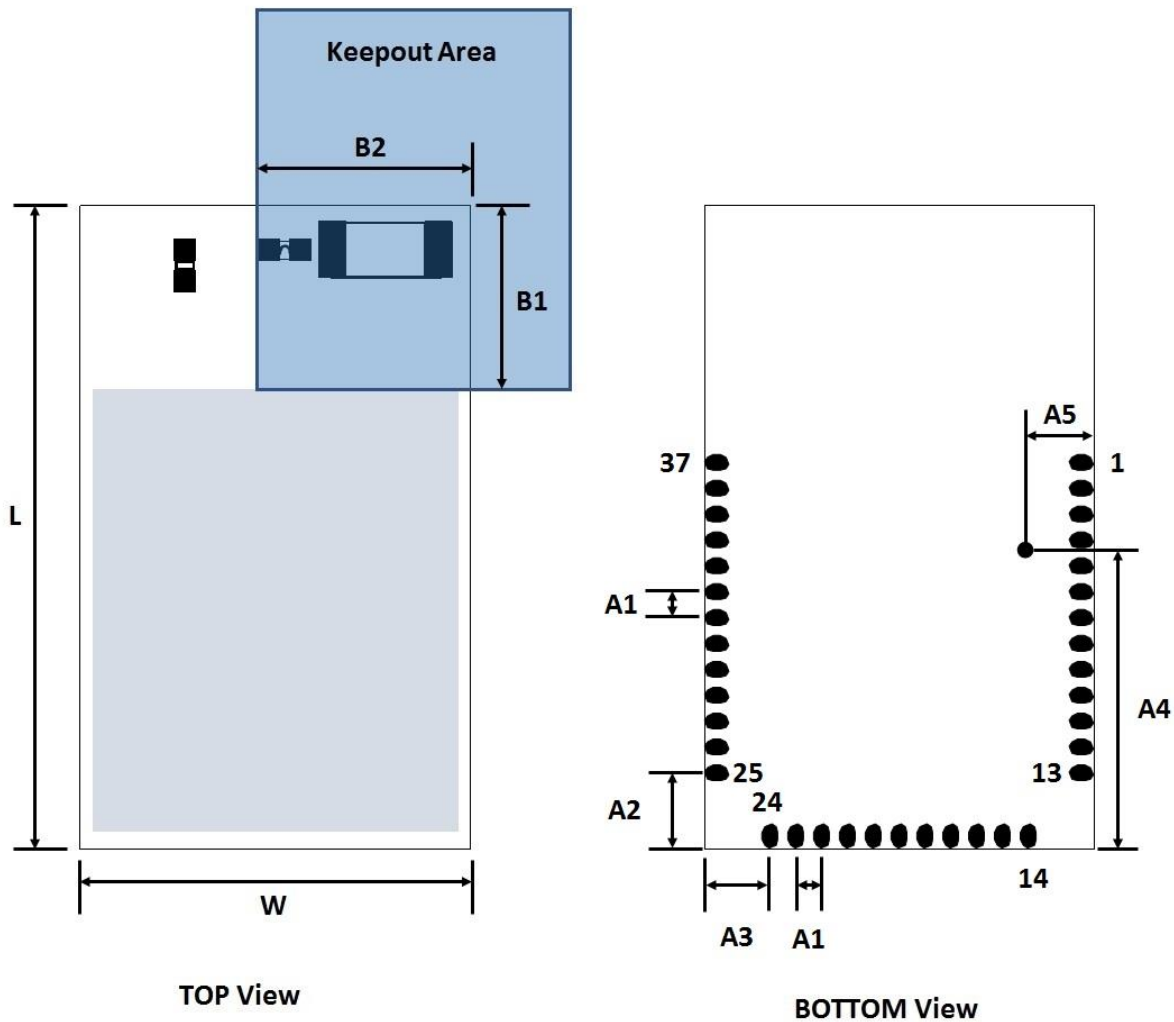 Keepout Area
B2
B1
L
W
TOP View
A5
37
1
A1
A4
25
13
A2
24
14
A3
A1
BOTTOM View